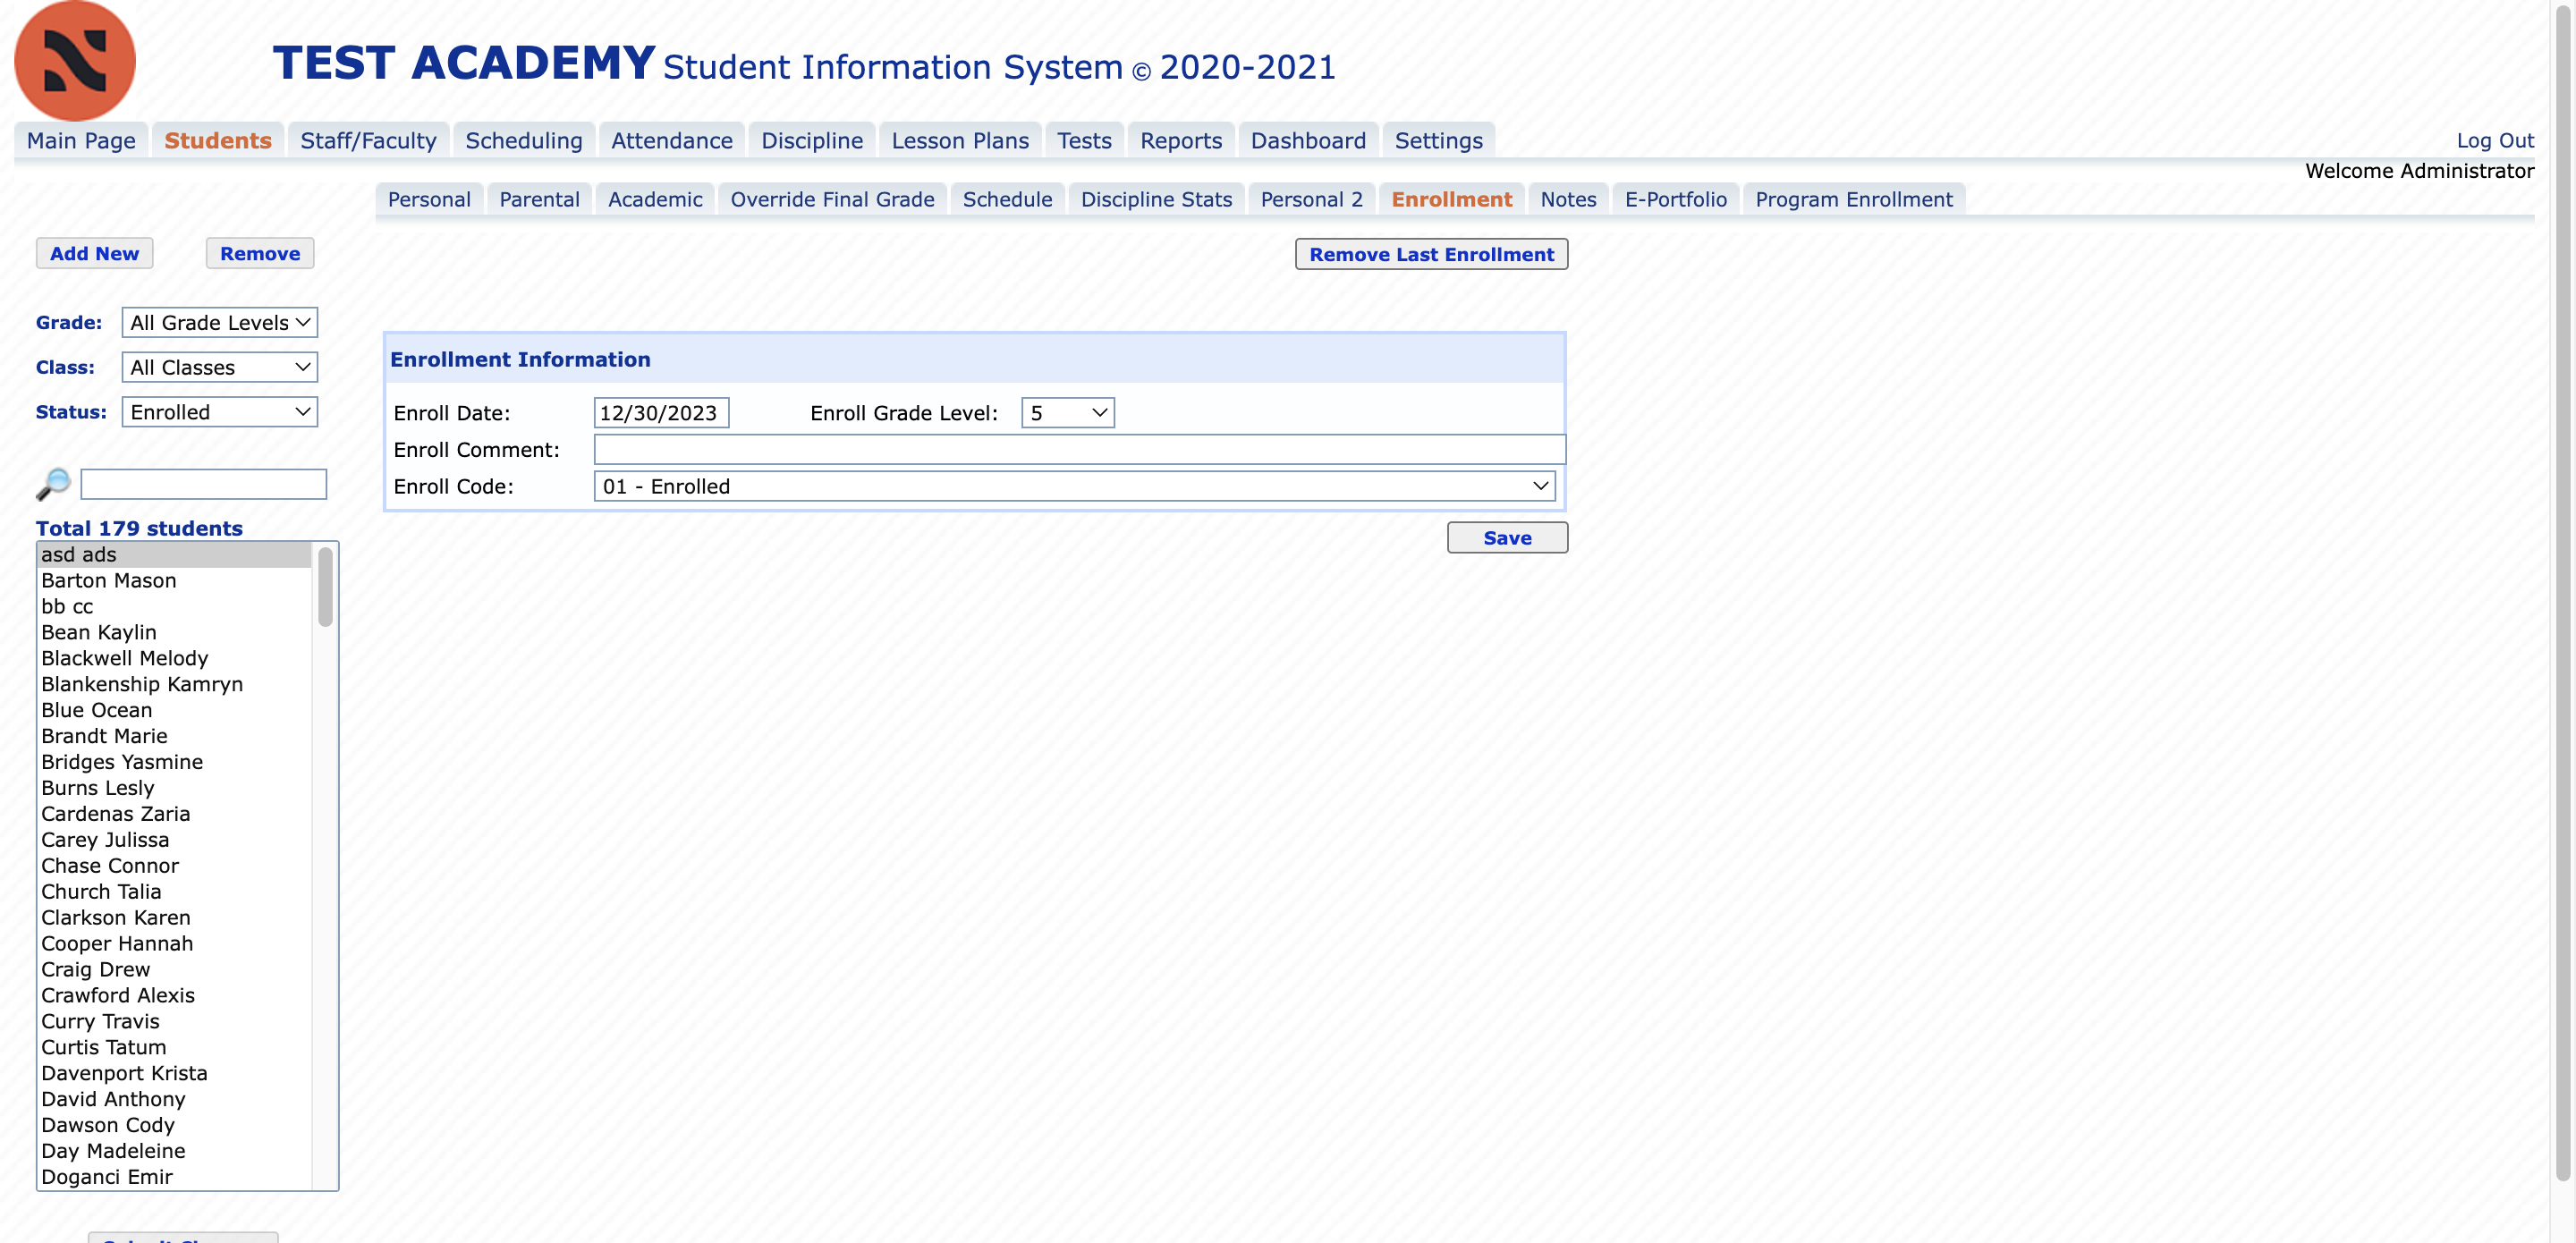 TEST ACADEMY Student Information System © 2020-2021
Main Page Students Staff/Faculty Scheduling Attendance Discipline Lesson Plans Tests Reports Dashboard Settings Log Out
Welcome Administrator
Personal Parental Academic Override Final Grade Schedule Discipline Stats Personal 2 Enrollment Notes E-Portfolio Program Enrollment
Add New Remove
Remove Last Enrollment
Grade: All Grade Levels
Class: All Classes
Status: Enrolled
Enrollment Information
Enroll Date: 12/30/2023 Enroll Grade Level: 5
Enroll Comment:
Enroll Code: 01 - Enrolled
Save
Total 179 students
asd ads
Barton Mason
bb cc
Bean Kaylin
Blackwell Melody
Blankenship Kamryn
Blue Ocean
Brandt Marie
Bridges Yasmine
Burns Lesly
Cardenas Zaria
Carey Julissa
Chase Connor
Church Talia
Clarkson Karen
Cooper Hannah
Craig Drew
Crawford Alexis
Curry Travis
Curtis Tatum
Davenport Krista
David Anthony
Dawson Cody
Day Madeleine
Doganci Emir